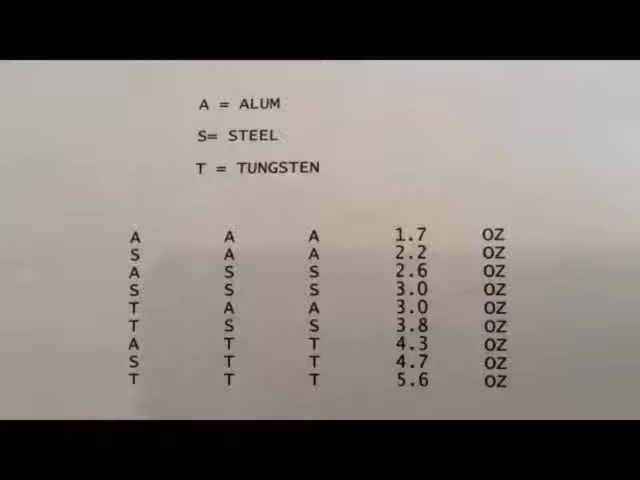 A = ALUM
S= STEEL
T = TUNGSTEN
A A A 1.7 OZ
S A A 2.2 OZ
A S S 2.6 OZ
S S S 3.0 OZ
T A A 3.0 OZ
T S S 3.8 OZ
A T T 4.3 OZ
S T T 4.7 OZ
T T T 5.6 OZ